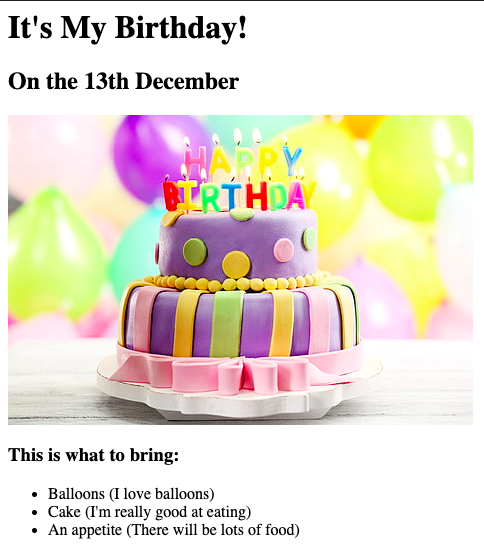 It's My Birthday!
On the 13th December
HAPPY
BIRTHDAY
This is what to bring:
Balloons (I love balloons)
Cake (I'm really good at eating)
An appetite (There will be lots of food)